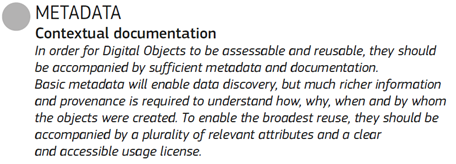 METADATA
Contextual documentation
In order for Digital Objects to be assessable and reusable, they should
be accompanied by sufficient metadata and documentation.
Basic metadata will enable data discovery, but much richer information
and provenance is required to understand how, why, when and by whom
the objects were created. To enable the broadest reuse, they should be
accompanied by a plurality of relevant attributes and a clear
and accessible usage license.